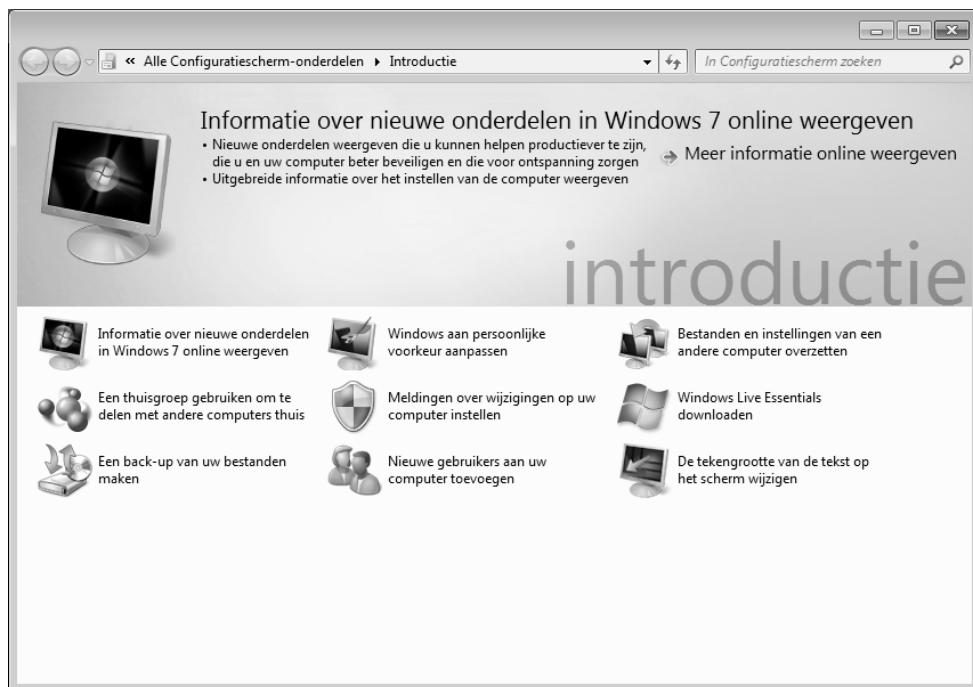 « Alle Configuratiescherm-onderdelen ▸ Introductie
In Configuratiescherm zoeken
Informatie over nieuwe onderdelen in Windows 7 online weergeven
• Nieuwe onderdelen weergeven die u kunnen helpen productiever te zijn,
die u en uw computer beter beveiligen en die voor ontspanning zorgen
• Uitgebreide informatie over het instellen van de computer weergeven
Meer informatie online weergeven
introductie
Informatie over nieuwe onderdelen
in Windows 7 online weergeven
Windows aan persoonlijke
voorkeur aanpassen
Bestanden en instellingen van een
andere computer overzetten
Een thuisgroep gebruiken om te
delen met andere computers thuis
Meldingen over wijzigingen op uw
computer instellen
Windows Live Essentials
downloaden
Een back-up van uw bestanden
maken
Nieuwe gebruikers aan uw
computer toevoegen
De tekengrootte van de tekst op
het scherm wijzigen